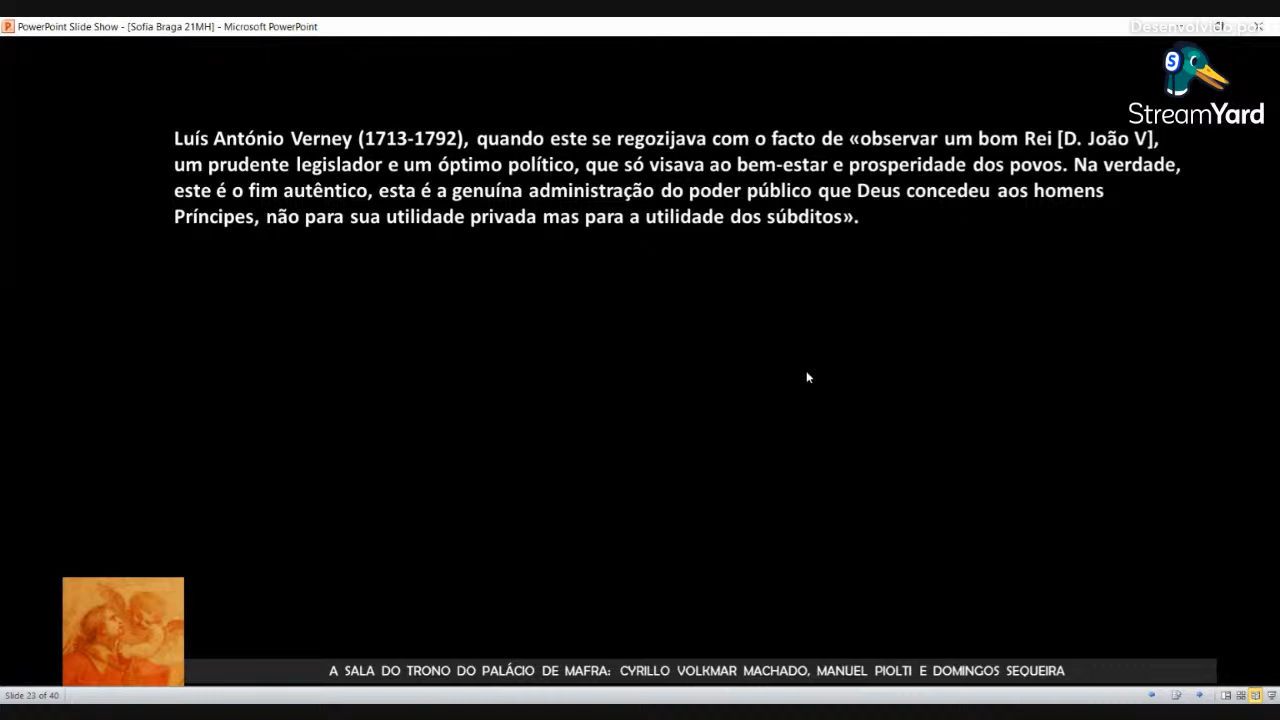 PowerPoint Slide Show - [Sofía Braga 21MH] - Microsoft PowerPoint
Desenvolvido por
StreamYard
Luís António Verney (1713-1792), quando este se regozijava com o facto de «observar um bom Rei [D. João V],
um prudente legislador e um óptimo político, que só visava ao bem-estar e prosperidade dos povos. Na verdade,
este é o fim autêntico, esta é a genuína administração do poder público que Deus concedeu aos homens
Príncipes, não para sua utilidade privada mas para a utilidade dos súbditos».
A SALA DO TRONO DO PALÁCIO DE MAFRA: CYRILLO VOLKMAR MACHADO, MANUEL PIOLTI E DOMINGOS SEQUEIRA
Slide 23 of 40